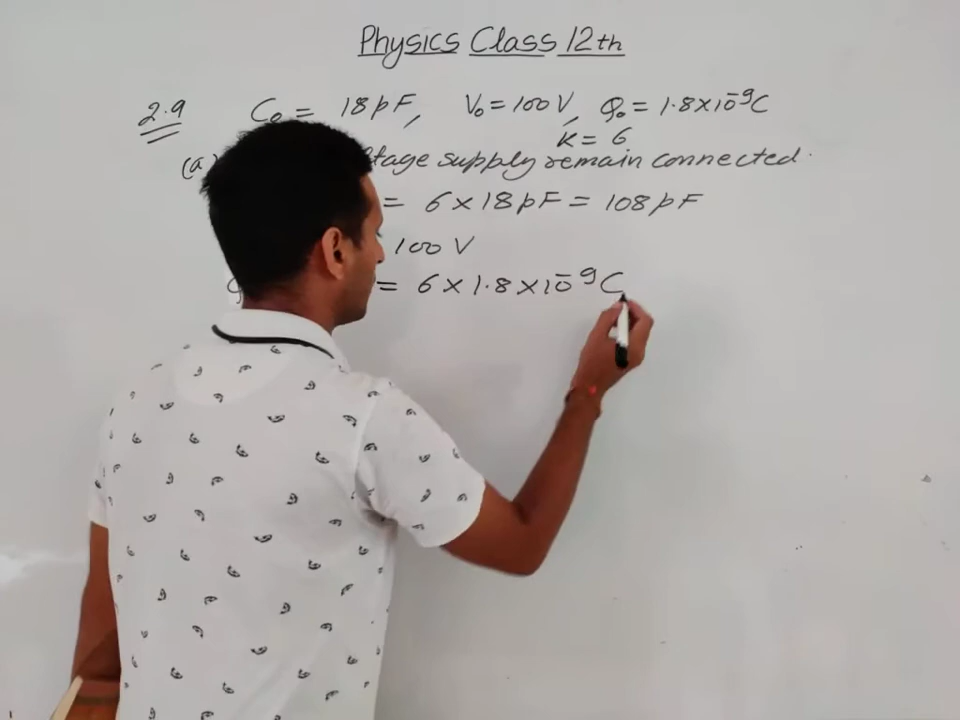 Physics Class 12th
2.9 C₀ = 18pF, V₀ = 100V, Q₀ = 1.8×10⁻⁹C
K = 6
(a) tage supply remain connected.
= 6×18pF = 108pF
100 V
= 6×1.8×10⁻⁹C